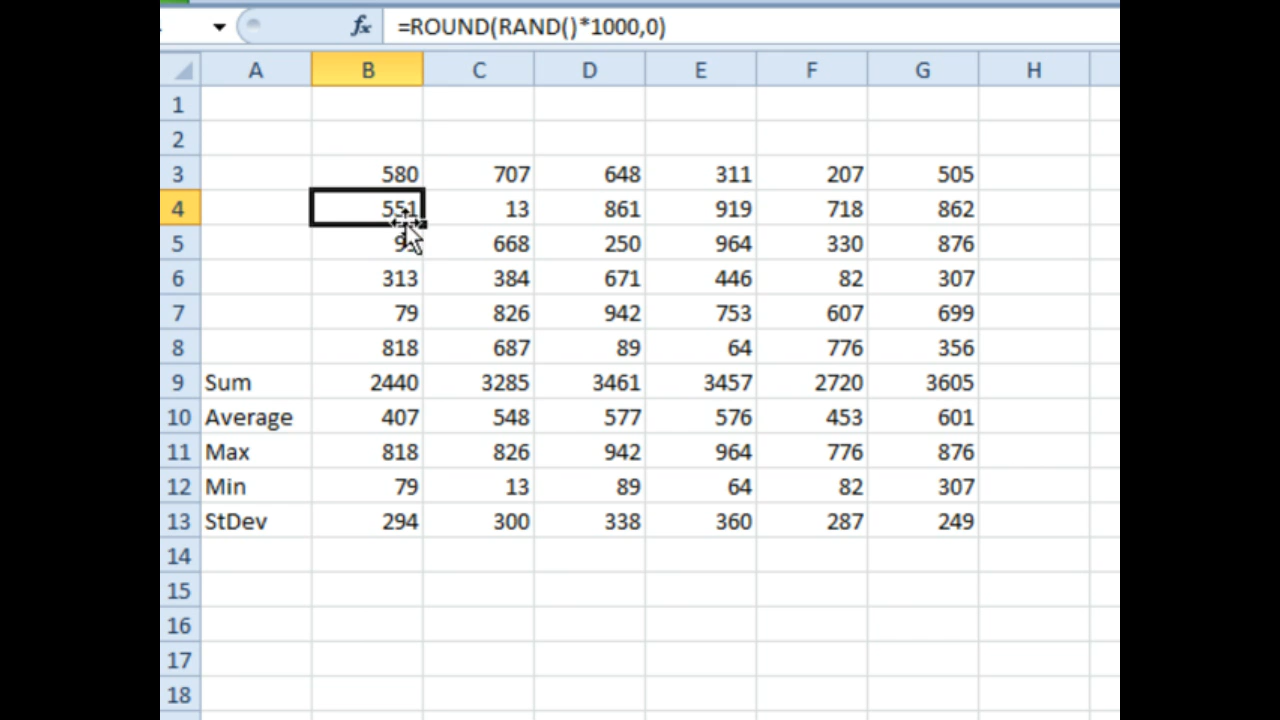 =ROUND(RAND()*1000,0)
A B C D E F G H
1
2
3 580 707 648 311 207 505
4 551 13 861 919 718 862
5 668 250 964 330 876
6 313 384 671 446 82 307
7 79 826 942 753 607 699
8 818 687 89 64 776 356
9 Sum 2440 3285 3461 3457 2720 3605
10 Average 407 548 577 576 453 601
11 Max 818 826 942 964 776 876
12 Min 79 13 89 64 82 307
13 StDev 294 300 338 360 287 249
14
15
16
17
18